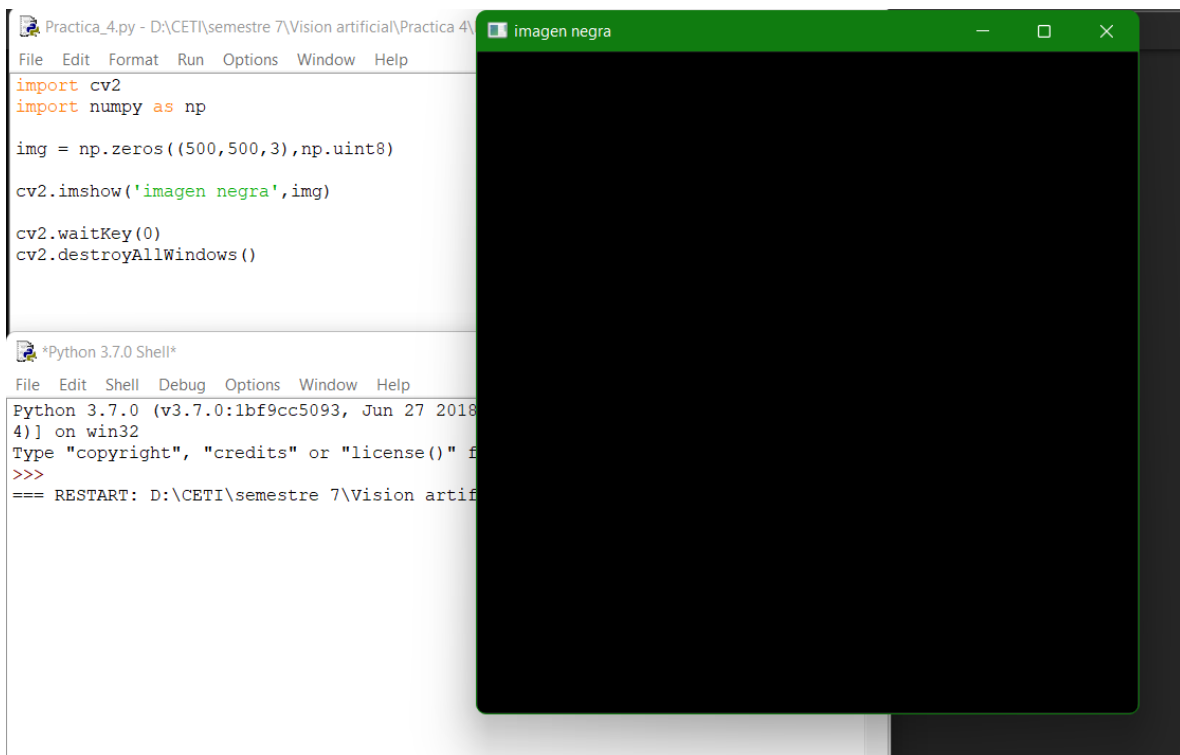 Practica_4.py - D:\CETI\semestre 7\Vision artificial\Practica 4\
File Edit Format Run Options Window Help
import cv2
import numpy as np
img = np.zeros((500,500,3),np.uint8)
cv2.imshow('imagen negra',img)
cv2.waitKey(0)
cv2.destroyAllWindows()
*Python 3.7.0 Shell*
File Edit Shell Debug Options Window Help
Python 3.7.0 (v3.7.0:1bf9cc5093, Jun 27 2018
4)] on win32
Type "copyright", "credits" or "license()" f
>>>
=== RESTART: D:\CETI\semestre 7\Vision artif
imagen negra